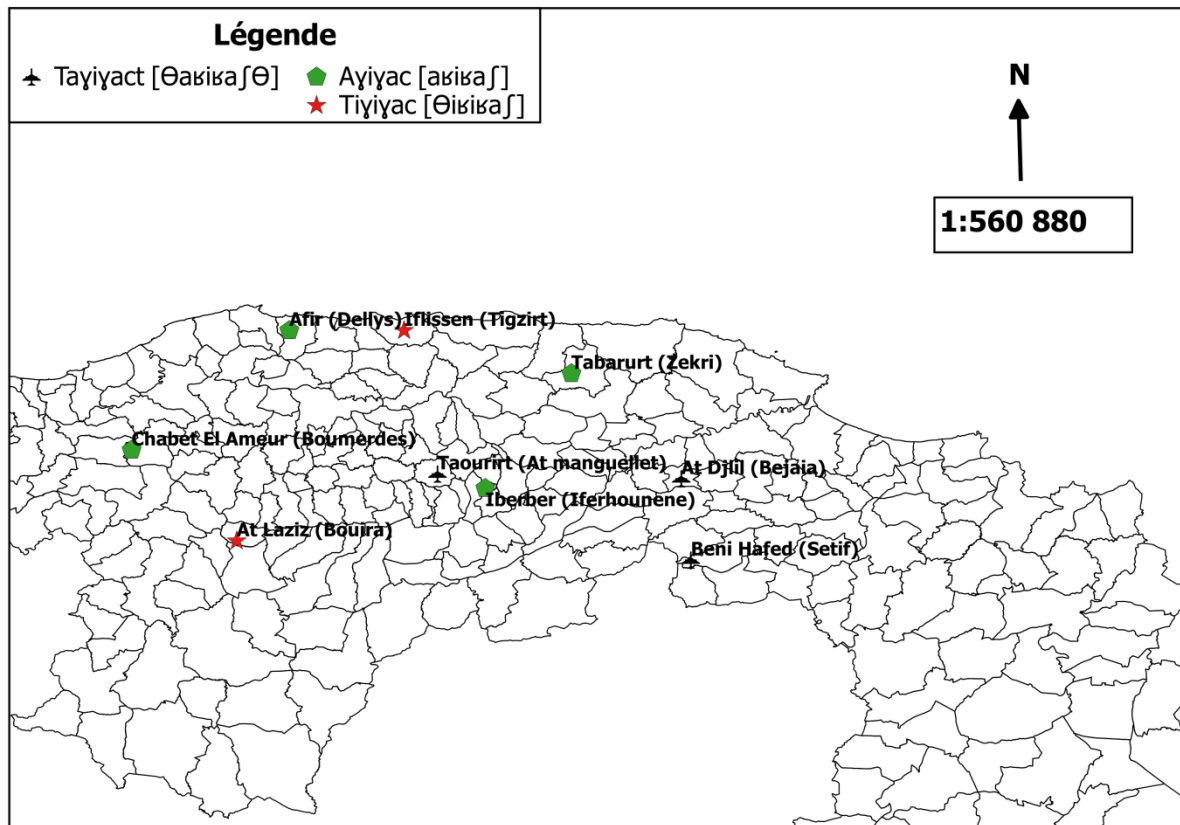 Légende
Taɣiɣact [ϴaʁiʁaʃϴ] Aɣiɣac [aʁiʁaʃ]
Tiɣiɣac [ϴiʁiʁaʃ]
N
1:560 880
Afir (Dellys) Iflissen (Tigzirt)
Tabarurt (Zekri)
Chabet El Ameur (Boumerdes)
Taourirt (At manguellet) At Djlil (Bejaia)
Iberber (Iferhounene)
At Laziz (Bouira)
Beni Hafed (Setif)